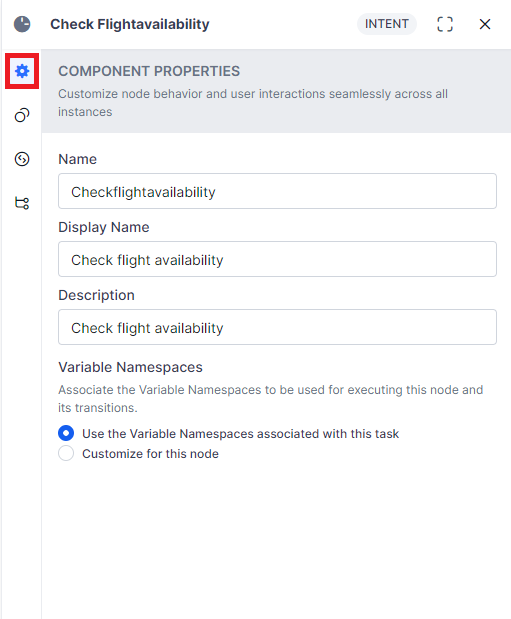 Check Flightavailability
INTENT
COMPONENT PROPERTIES
Customize node behavior and user interactions seamlessly across all
instances
Name
Checkflightavailability
Display Name
Check flight availability
Description
Check flight availability
Variable Namespaces
Associate the Variable Namespaces to be used for executing this node and
its transitions.
Use the Variable Namespaces associated with this task
Customize for this node